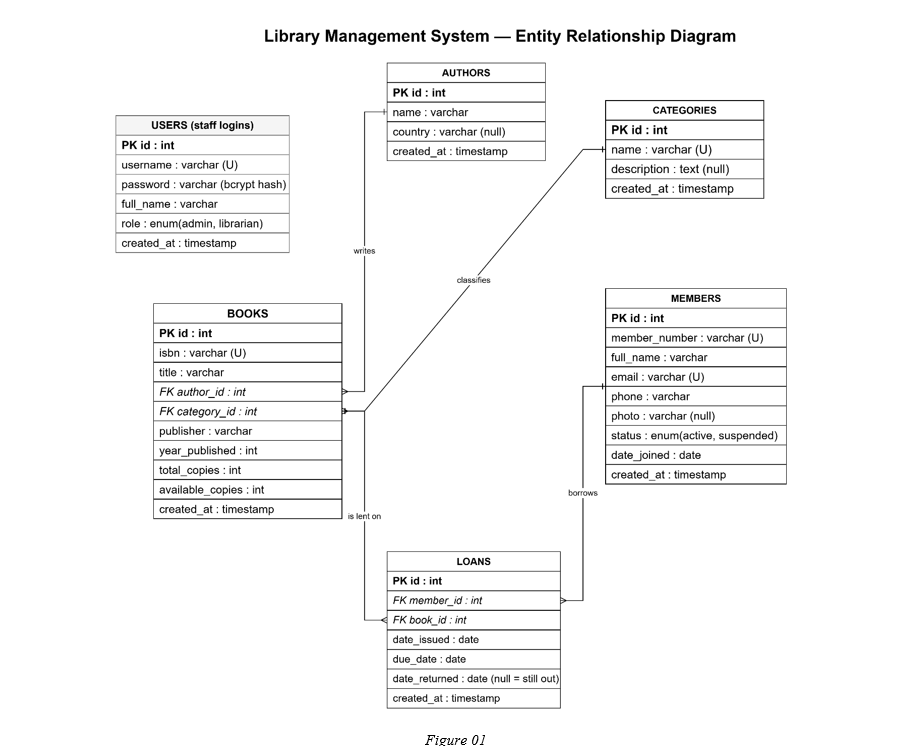 Library Management System — Entity Relationship Diagram
AUTHORS
PK id : int
name : varchar
country : varchar (null)
created_at : timestamp
CATEGORIES
PK id : int
name : varchar (U)
description : text (null)
created_at : timestamp
USERS (staff logins)
PK id : int
username : varchar (U)
password : varchar (bcrypt hash)
full_name : varchar
role : enum(admin, librarian)
created_at : timestamp
writes
classifies
BOOKS
PK id : int
isbn : varchar (U)
title : varchar
FK author_id : int
FK category_id : int
publisher : varchar
year_published : int
total_copies : int
available_copies : int
created_at : timestamp
MEMBERS
PK id : int
member_number : varchar (U)
full_name : varchar
email : varchar (U)
phone : varchar
photo : varchar (null)
status : enum(active, suspended)
date_joined : date
created_at : timestamp
borrows
is lent on
LOANS
PK id : int
FK member_id : int
FK book_id : int
date_issued : date
due_date : date
date_returned : date (null = still out)
created_at : timestamp
Figure 01